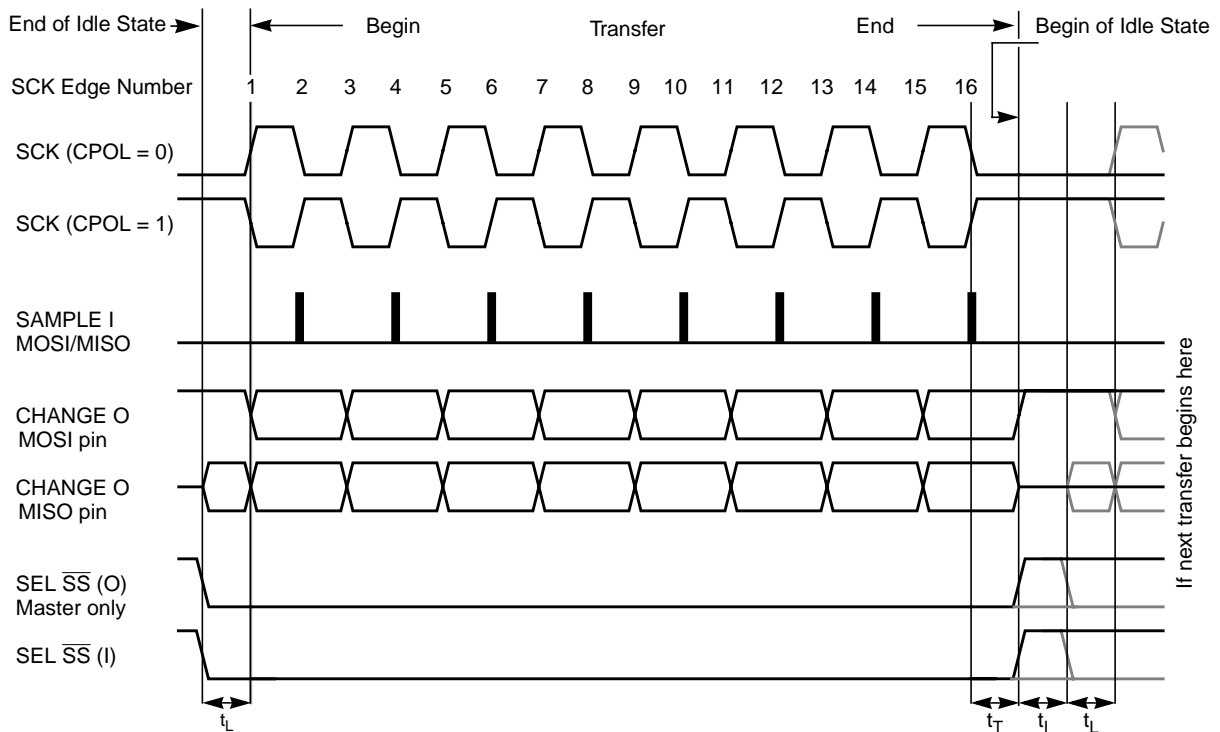 End of Idle State Begin Transfer End Begin of Idle State
SCK Edge Number 1 2 3 4 5 6 7 8 9 10 11 12 13 14 15 16
SCK (CPOL = 0)
SCK (CPOL = 1)
SAMPLE I
MOSI/MISO
CHANGE O
MOSI pin
CHANGE O
MISO pin
SEL S̅S̅ (O)
Master only
SEL S̅S̅ (I)
tL tT tI tL
If next transfer begins here